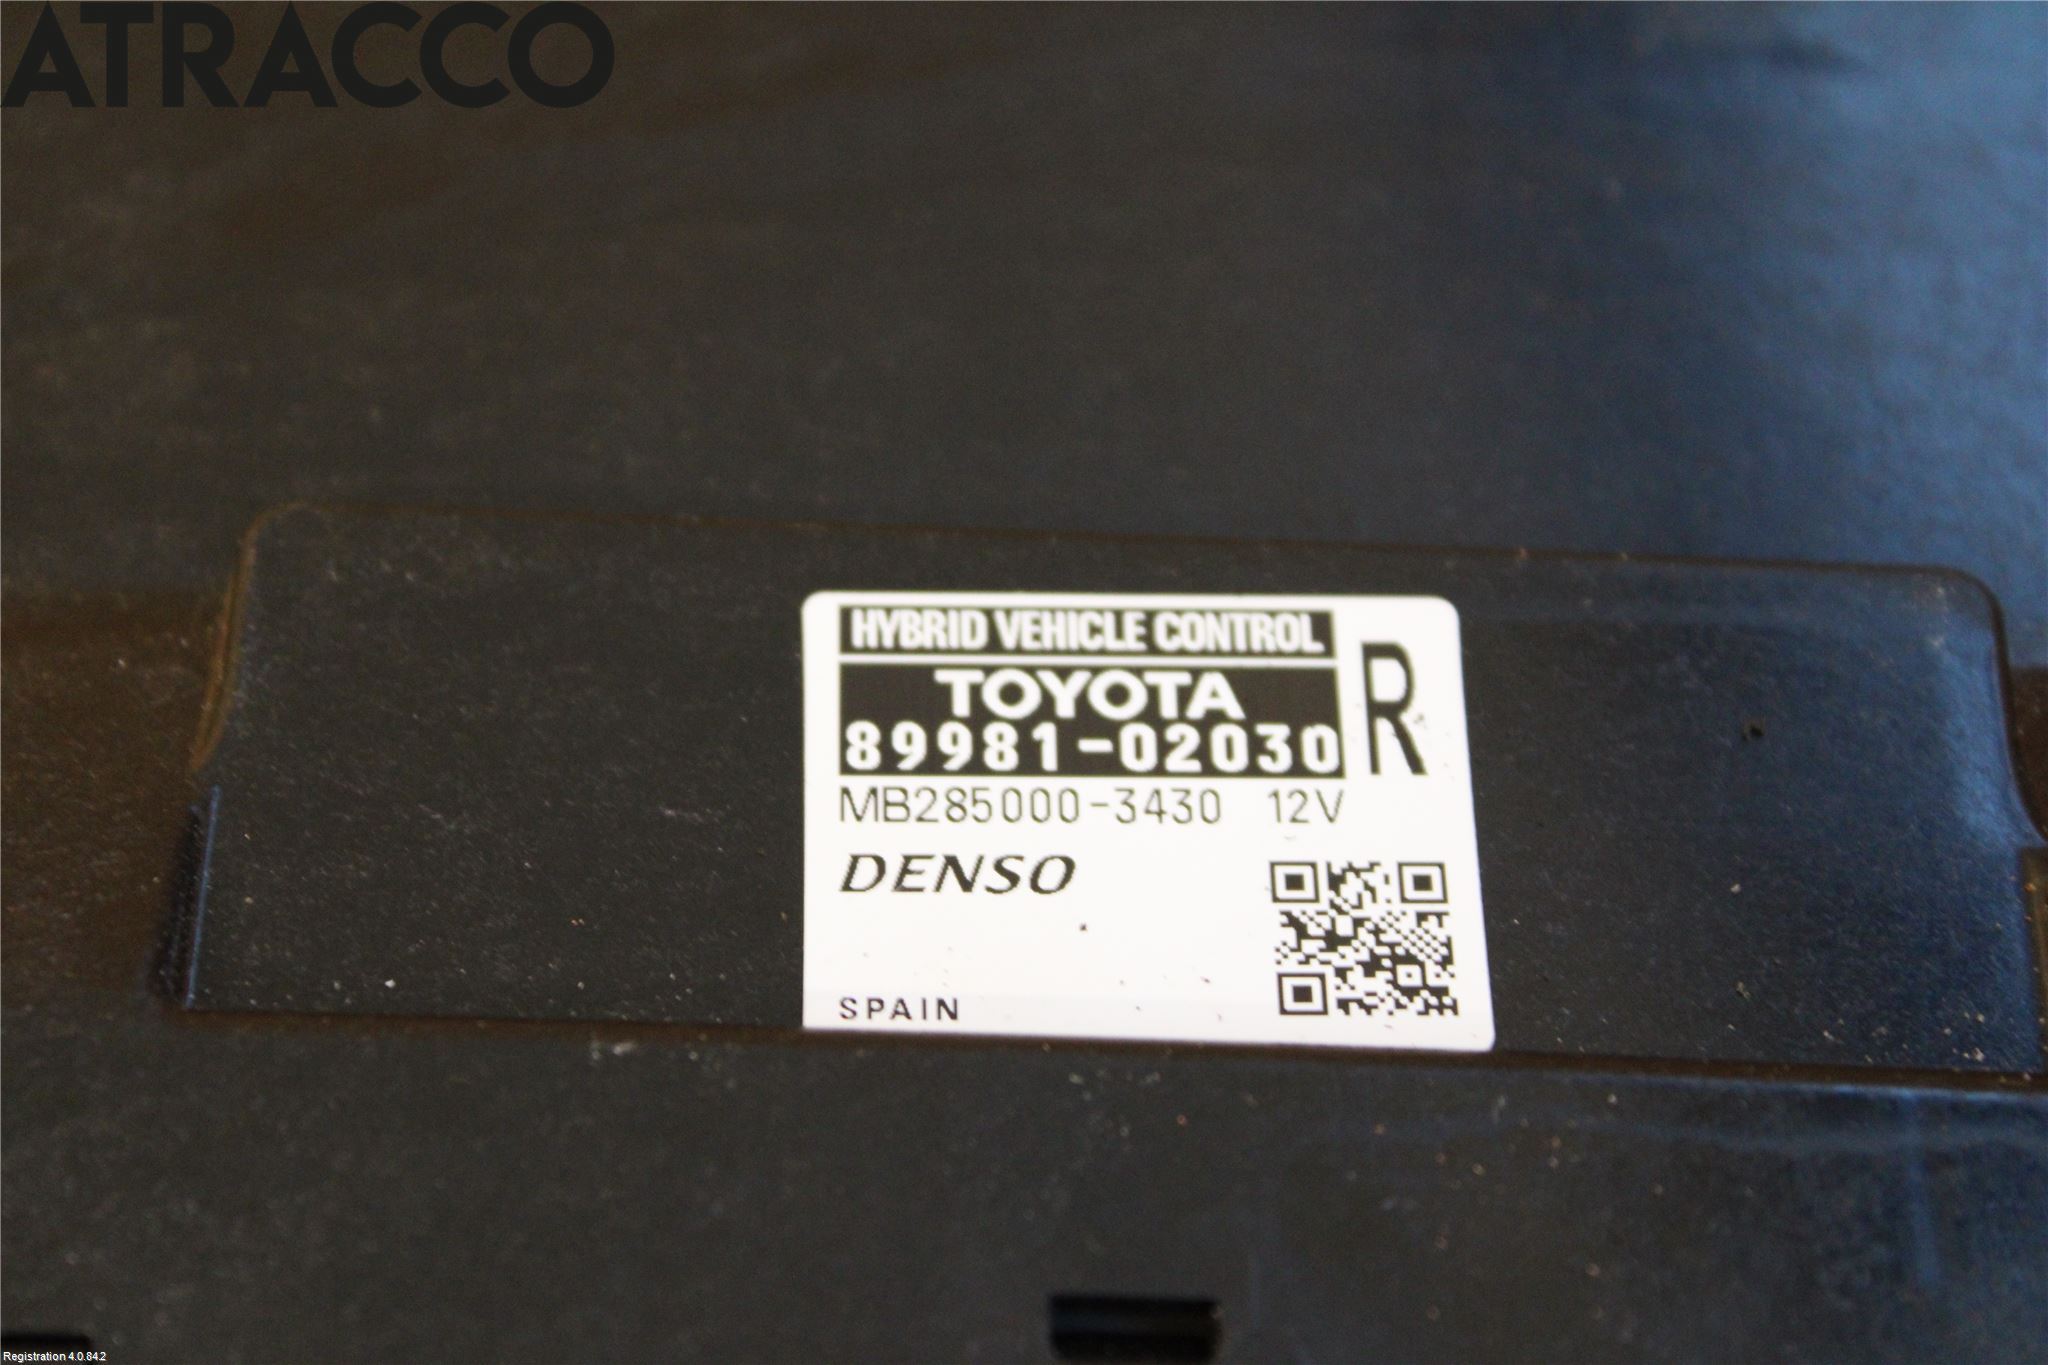 ATRACCO
HYBRID VEHICLE CONTROL
TOYOTA
R
89981-02030
MB285000-3430 12V
DENSO
SPAIN
Registration 4.0.84.2